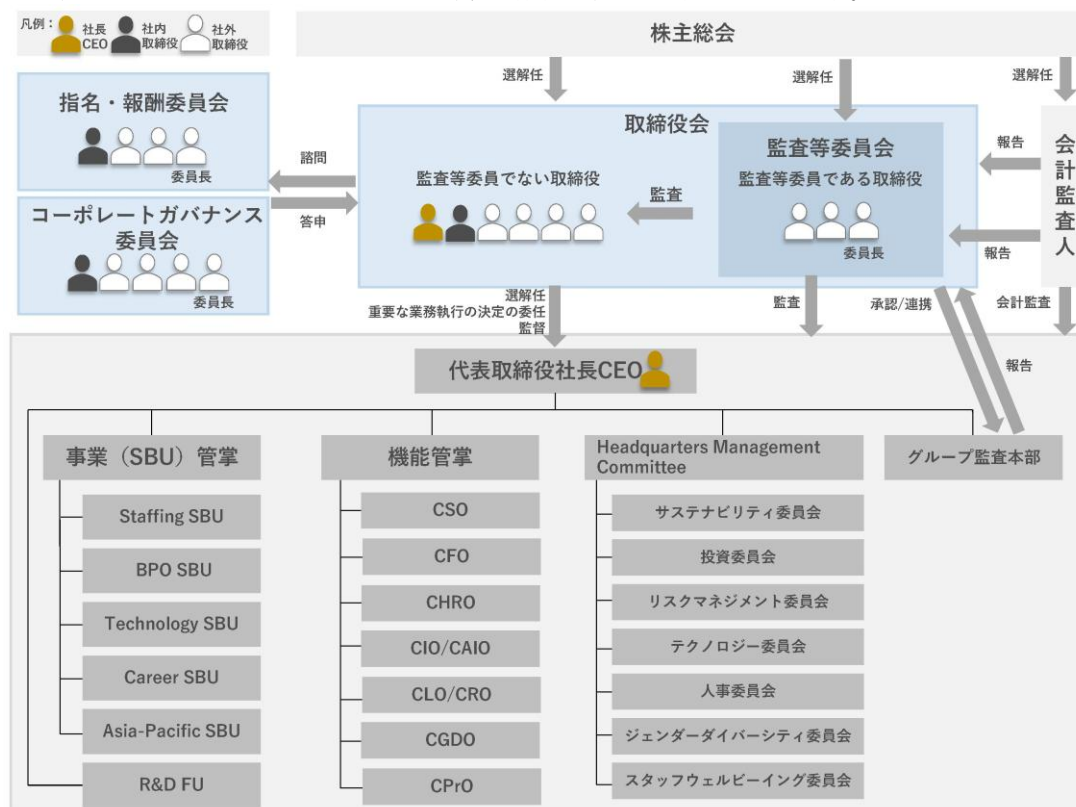 凡例：
社長
CEO
社内
取締役
社外
取締役
株主総会
選解任
選解任
選解任
指名・報酬委員会
委員長
諮問
答申
コーポレートガバナンス
委員会
委員長
取締役会
監査等委員でない取締役
監査
監査等委員会
監査等委員である取締役
委員長
報告
報告
会計監査人
選解任
重要な業務執行の決定の委任
監督
監査
承認/連携
会計監査
報告
代表取締役社長CEO
事業（SBU）管掌
Staffing SBU
BPO SBU
Technology SBU
Career SBU
Asia-Pacific SBU
R&D FU
機能管掌
CSO
CFO
CHRO
CIO/CAIO
CLO/CRO
CGDO
CPrO
Headquarters Management
Committee
サステナビリティ委員会
投資委員会
リスクマネジメント委員会
テクノロジー委員会
人事委員会
ジェンダーダイバーシティ委員会
スタッフウェルビーイング委員会
グループ監査本部